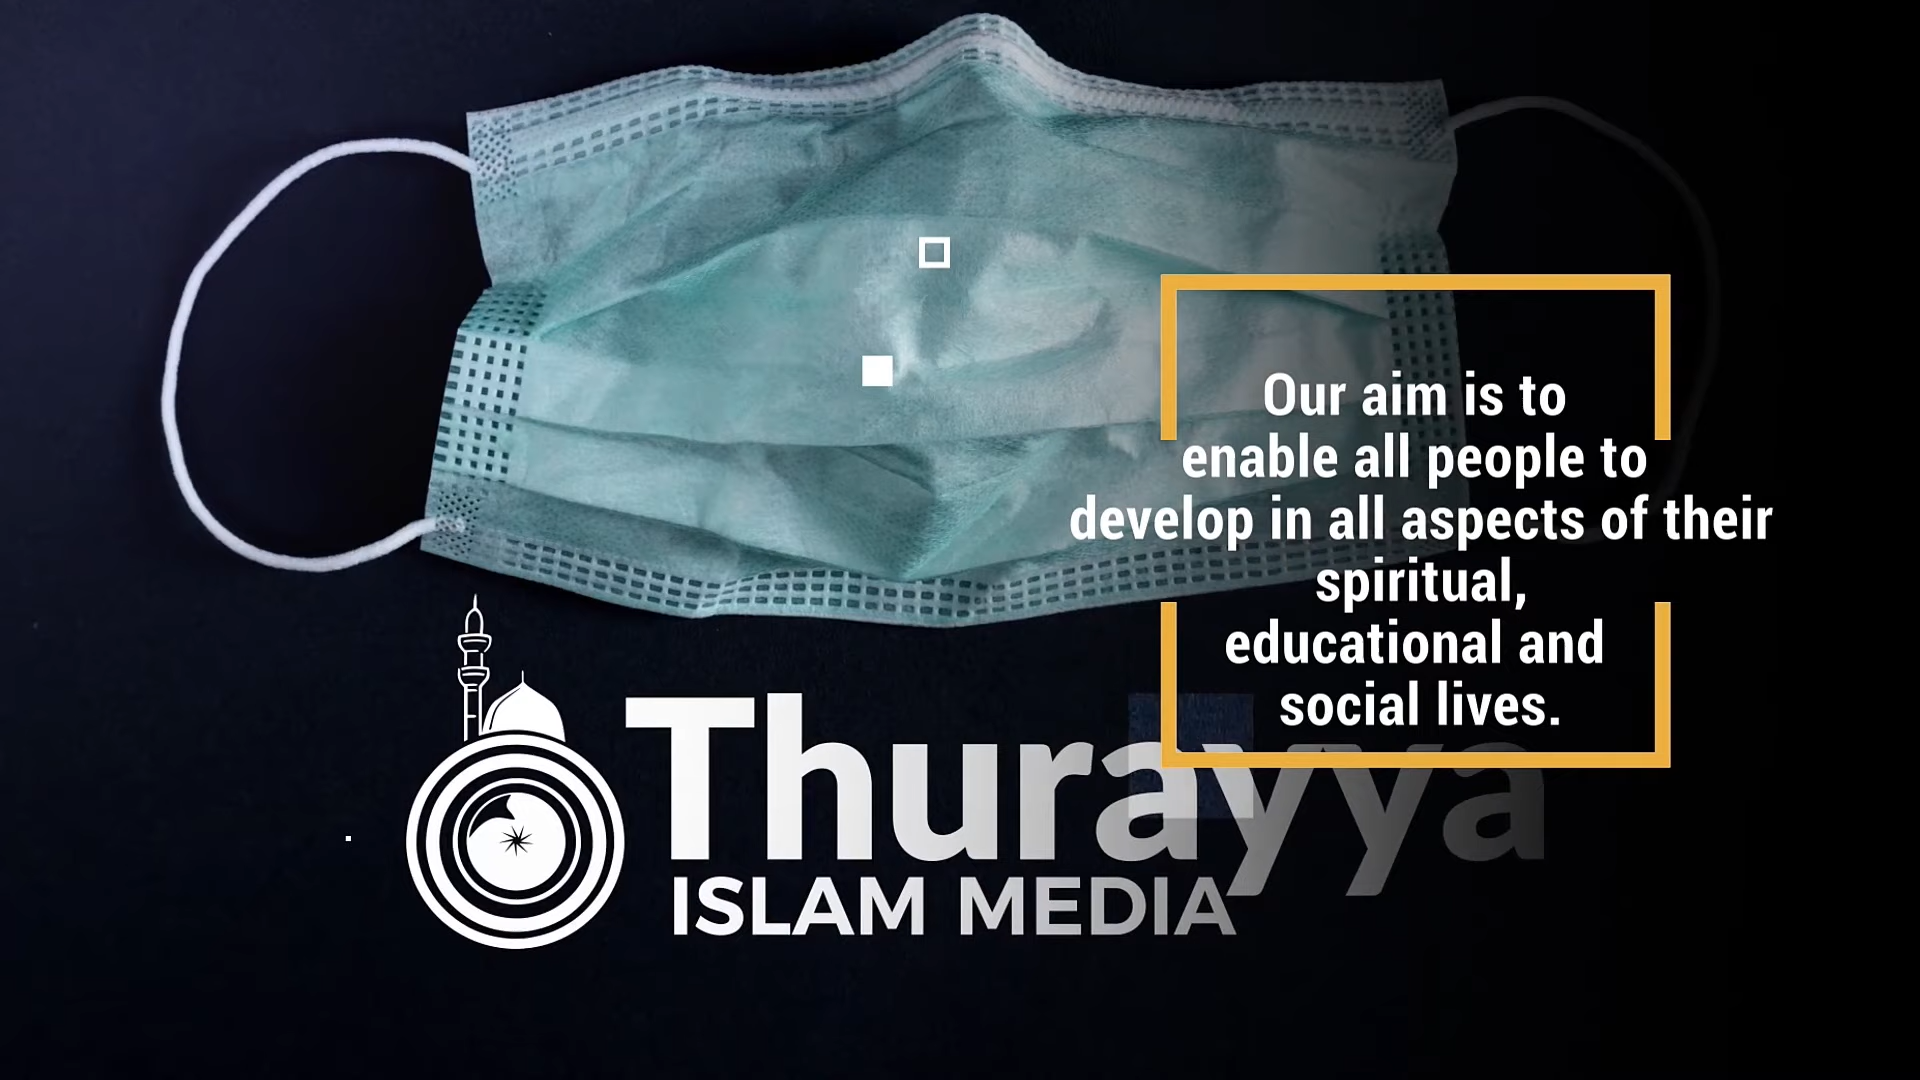 Our aim is to
enable all people to
develop in all aspects of their
spiritual,
educational and
social lives.
Thurayya
ISLAM MEDIA